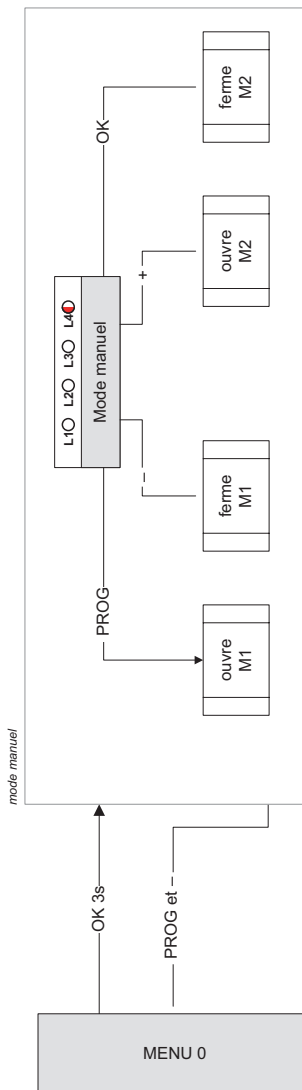 mode manuel
MENU 0
OK 3s
PROG et –
L1 L2 L3 L4
Mode manuel
PROG
–
+
OK
ouvre
M1
ferme
M1
ouvre
M2
ferme
M2